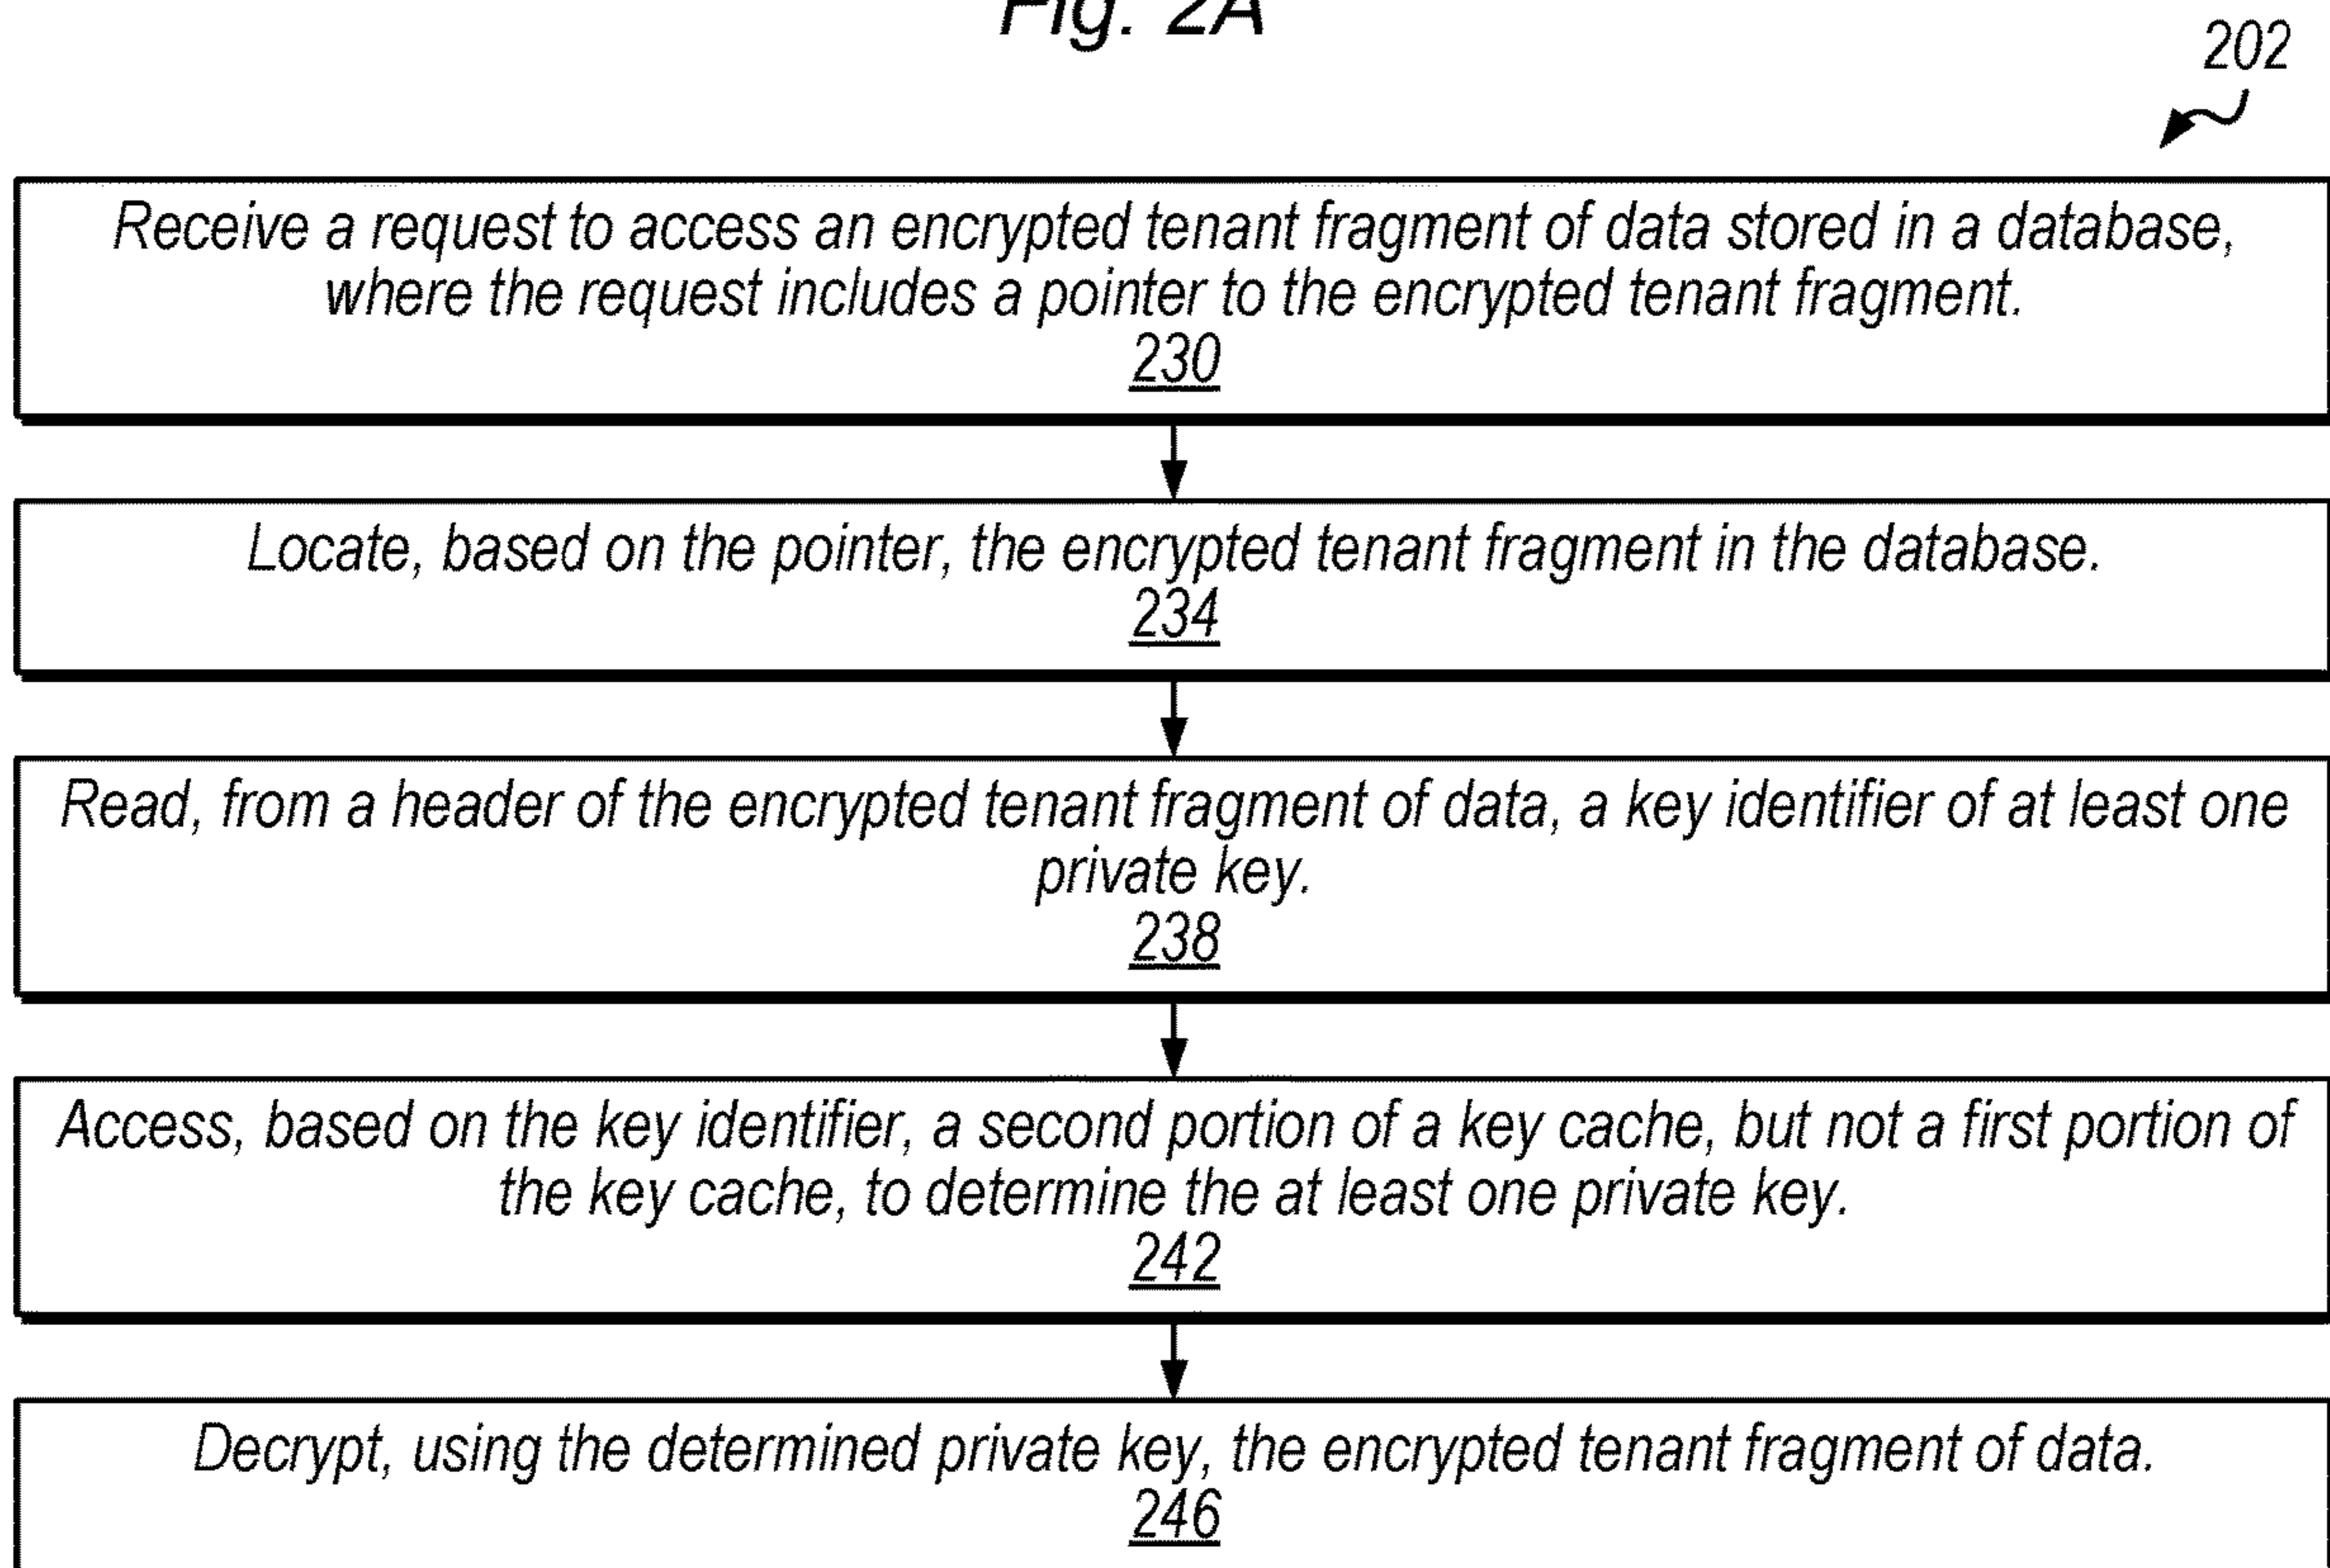 Fig. 2A
202
Receive a request to access an encrypted tenant fragment of data stored in a database,
where the request includes a pointer to the encrypted tenant fragment.
230
Locate, based on the pointer, the encrypted tenant fragment in the database.
234
Read, from a header of the encrypted tenant fragment of data, a key identifier of at least one
private key.
238
Access, based on the key identifier, a second portion of a key cache, but not a first portion of
the key cache, to determine the at least one private key.
242
Decrypt, using the determined private key, the encrypted tenant fragment of data.
246